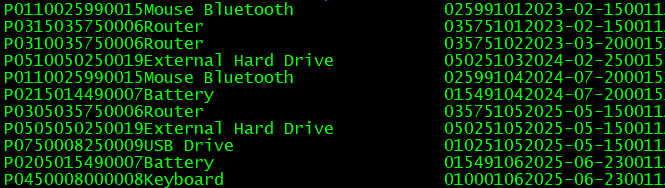 P0110025990015Mouse Bluetooth 025991012023-02-150011
P0315035750006Router 035751012023-02-150011
P0310035750006Router 035751022023-03-200015
P0510050250019External Hard Drive 050251032024-02-250015
P0110025990015Mouse Bluetooth 025991042024-07-200015
P0215014490007Battery 015491042024-07-200015
P0305035750006Router 035751052025-05-150011
P0505050250019External Hard Drive 050251052025-05-150011
P0750008250009USB Drive 010251052025-05-150011
P0205015490007Battery 015491062025-06-230011
P0450008000008Keyboard 010001062025-06-230011